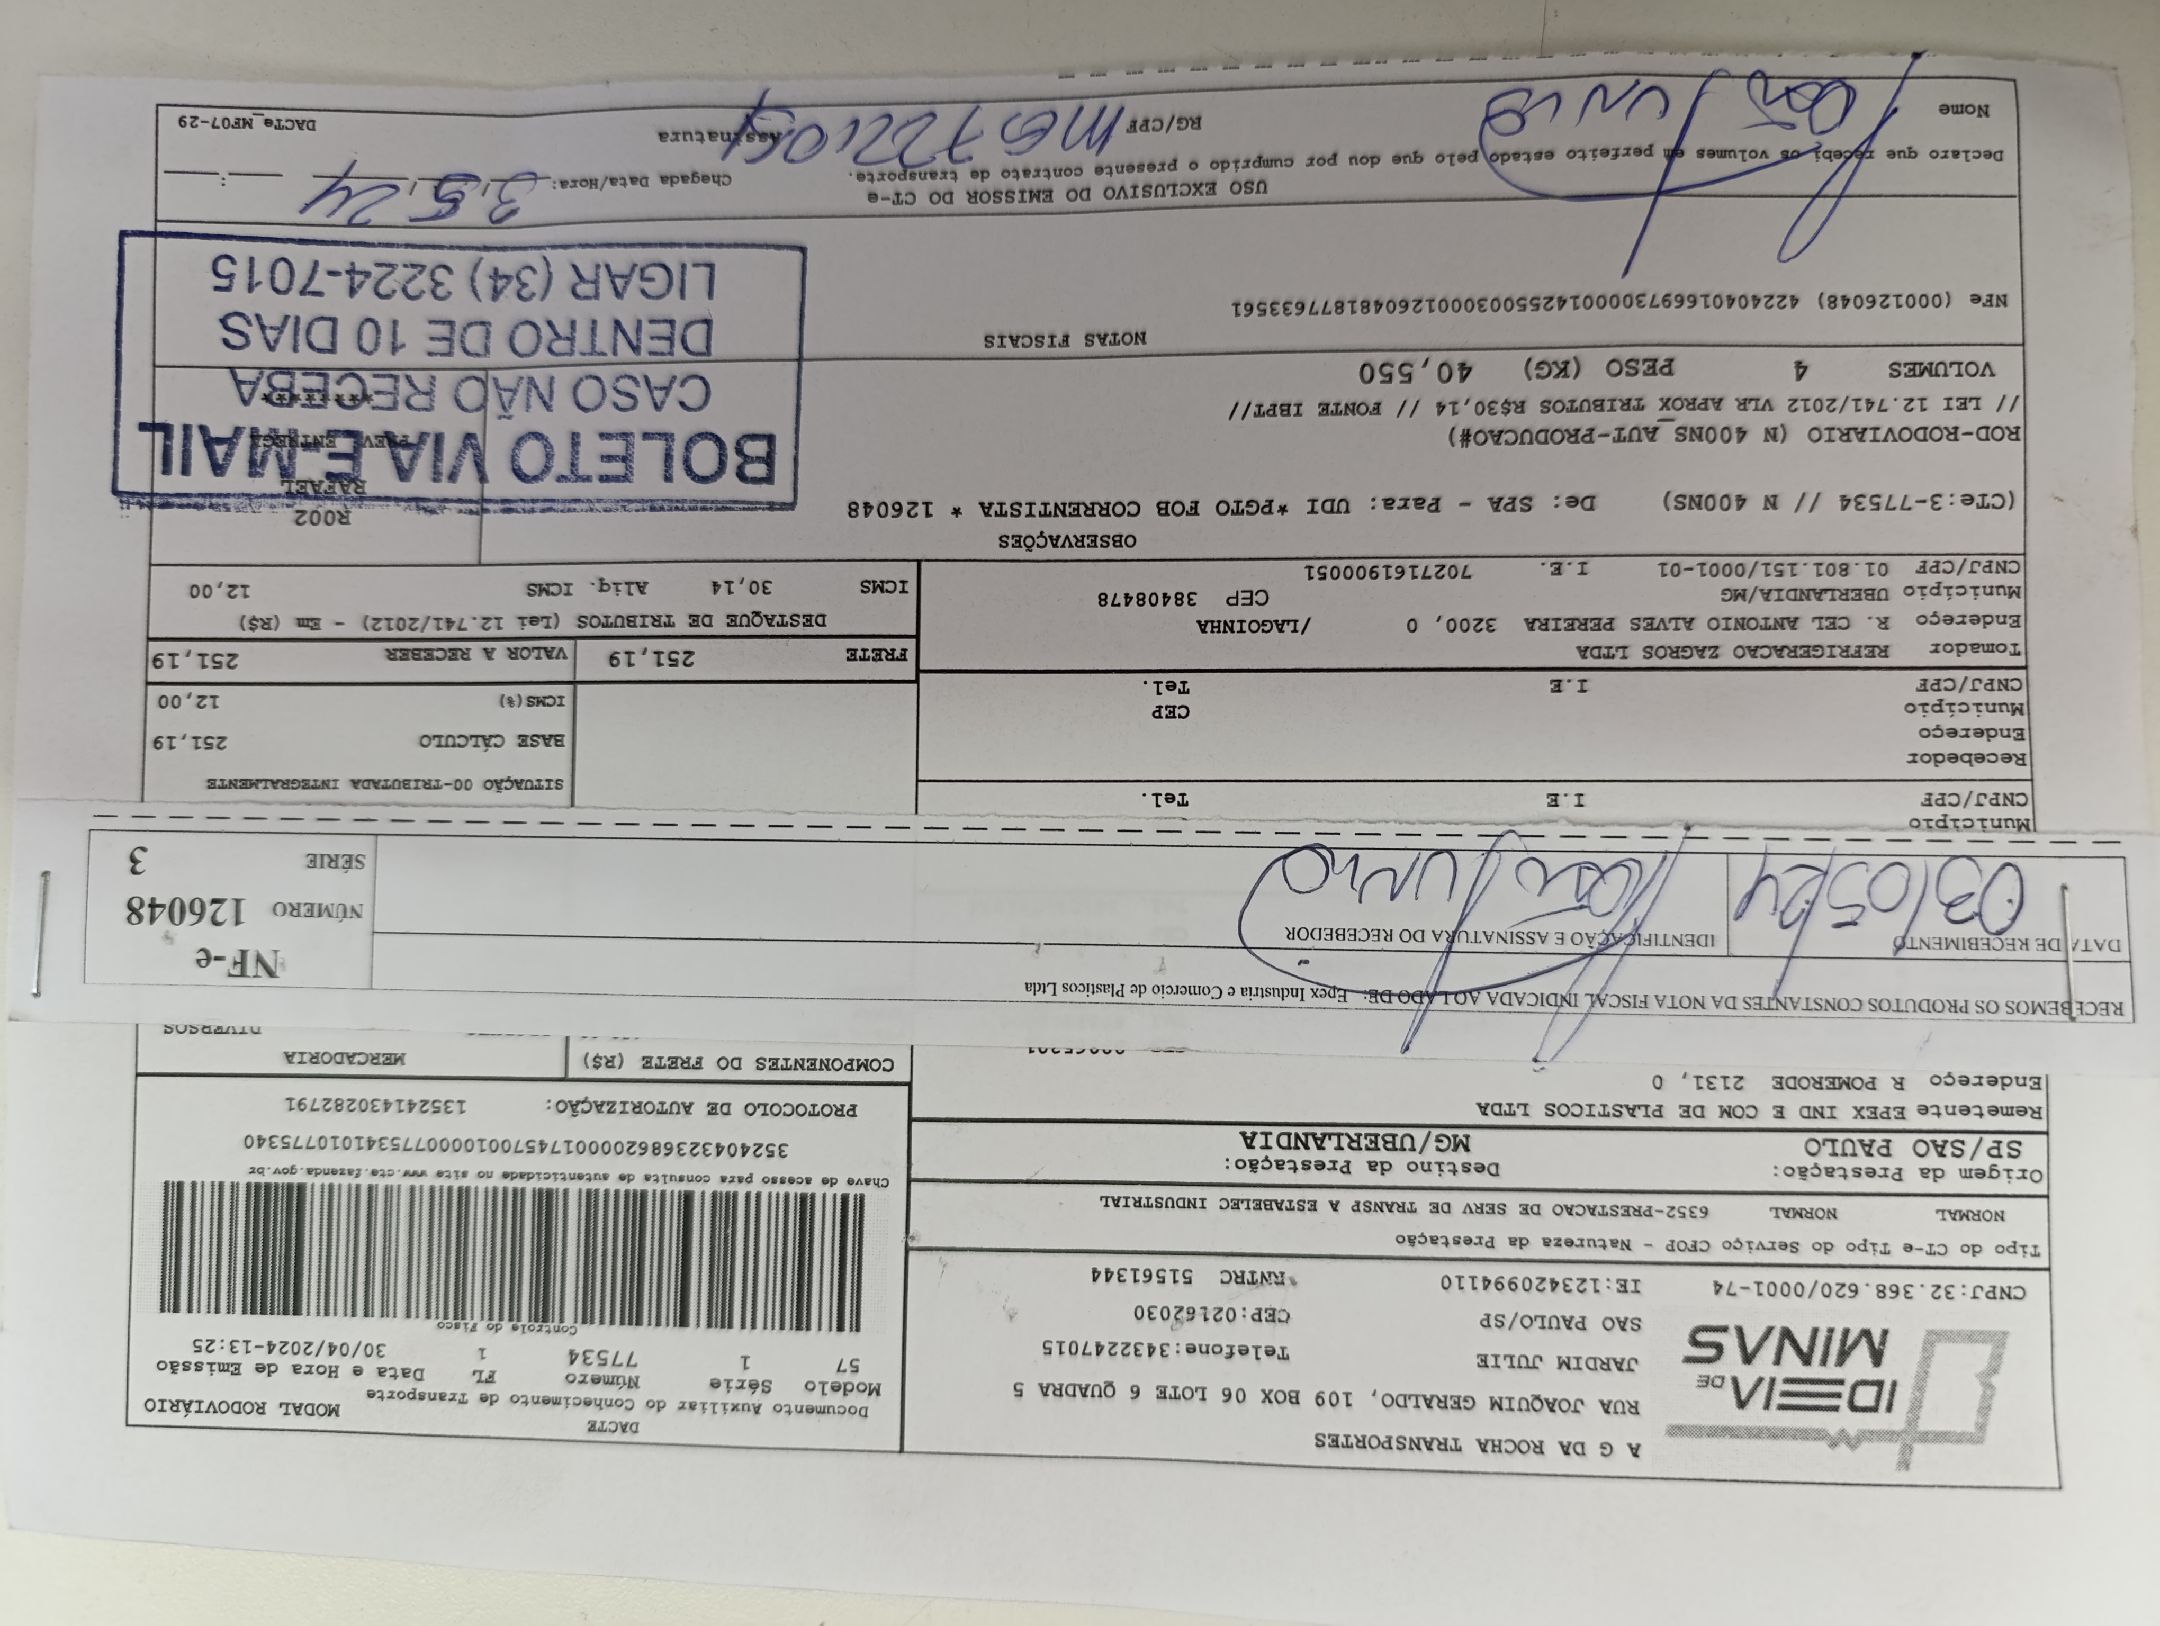 IDEIA DE
MINAS
A G DA ROCHA TRANSPORTES
RUA JOAQUIM GERALDO, 109 BOX 06 LOTE 6 QUADRA 5
JARDIM JULIE Telefone:3432247015
SAO PAULO/SP CEP:02162030
CNPJ:32.368.620/0001-74 IE:123420994110 RNTRC 51561344
DACTE
Documento Auxiliar do Conhecimento de Transporte
MODAL RODOVIÁRIO
Modelo Série Número FL Data e Hora de Emissão
57 1 77534 1 30/04/2024-13:25
Controle do Fisco
Chave de acesso para consulta de autenticidade no site www.cte.fazenda.gov.br
35240432368620000174570010000775341010775340
PROTOCOLO DE AUTORIZAÇÃO: 135241430282791
Tipo do CT-e Tipo do Serviço CFOP - Natureza da Prestação
NORMAL NORMAL 6352-PRESTACAO DE SERV DE TRANSP A ESTABELEC INDUSTRIAL
Origem da Prestação: Destino da Prestação:
SP/SAO PAULO MG/UBERLANDIA
Remetente EPEX IND E COM DE PLASTICOS LTDA
Endereço R POMERODE 2131, 0
COMPONENTES DO FRETE (R$) MERCADORIA
DIVERSOS
RECEBEMOS OS PRODUTOS CONSTANTES DA NOTA FISCAL INDICADA AO LADO DE: Epex Industria e Comercio de Plasticos Ltda
DATA DE RECEBIMENTO IDENTIFICAÇÃO E ASSINATURA DO RECEBEDOR
03/05/24
NF-e
NÚMERO 126048
SÉRIE 3
Município
CNPJ/CPF I.E Tel.
Recebedor
Endereço
Município CEP
CNPJ/CPF I.E Tel.
SITUAÇÃO 00-TRIBUTADA INTEGRALMENTE
BASE CÁLCULO 251,19
ICMS(%) 12,00
Tomador REFRIGERACAO ZAGROS LTDA
Endereço R. CEL ANTONIO ALVES PEREIRA 3200, 0 /LAGOINHA
Município UBERLANDIA/MG CEP 38408478
CNPJ/CPF 01.801.151/0001-01 I.E. 7027161900051
FRETE 251,19 VALOR A RECEBER 251,19
DESTAQUE DE TRIBUTOS (Lei 12.741/2012) - Em (R$)
ICMS 30,14 Aliq. ICMS 12,00
OBSERVAÇÕES
(CTe:3-77534 // N 400NS) De: SPA - Para: UDI *PGTO FOB CORRENTISTA * 126048
ROD-RODOVIARIO (N 400NS_AUT-PRODUCAO#)
// LEI 12.741/2012 VLR APROX TRIBUTOS R$30,14 // FONTE IBPT//
VOLUMES 4 PESO (KG) 40,550
R002
RAFAEL
PREV. ENTREGA
********
BOLETO VIA E-MAIL
CASO NÃO RECEBA
DENTRO DE 10 DIAS
LIGAR (34) 3224-7015
NOTAS FISCAIS
NFe (000126048) 42240401669730000142550030001260481877633561
USO EXCLUSIVO DO EMISSOR DO CT-e
Declaro que recebi os volumes em perfeito estado pelo que dou por cumprido o presente contrato de transporte.
Chegada Data/Hora: 3,5,24
Nome RG/CPF Assinatura
DACTe_MF07-29